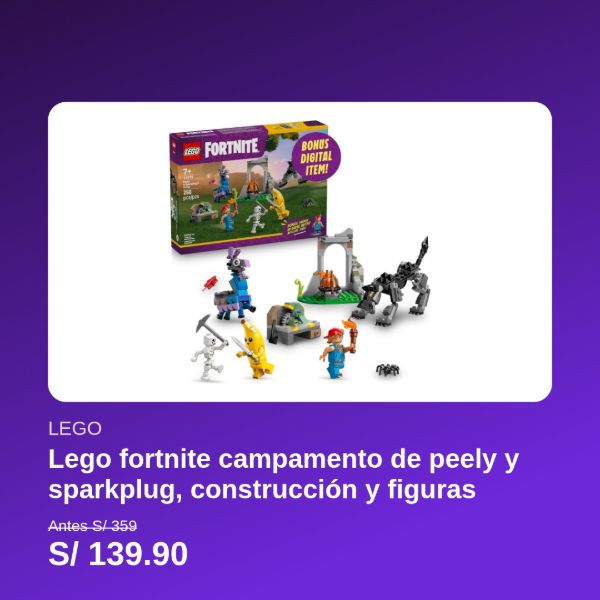 LEGO
FORTNITE
BONUS
DIGITAL
ITEM!
7+
LEGO
Lego fortnite campamento de peely y
sparkplug, construcción y figuras
Antes S/ 359
S/ 139.90